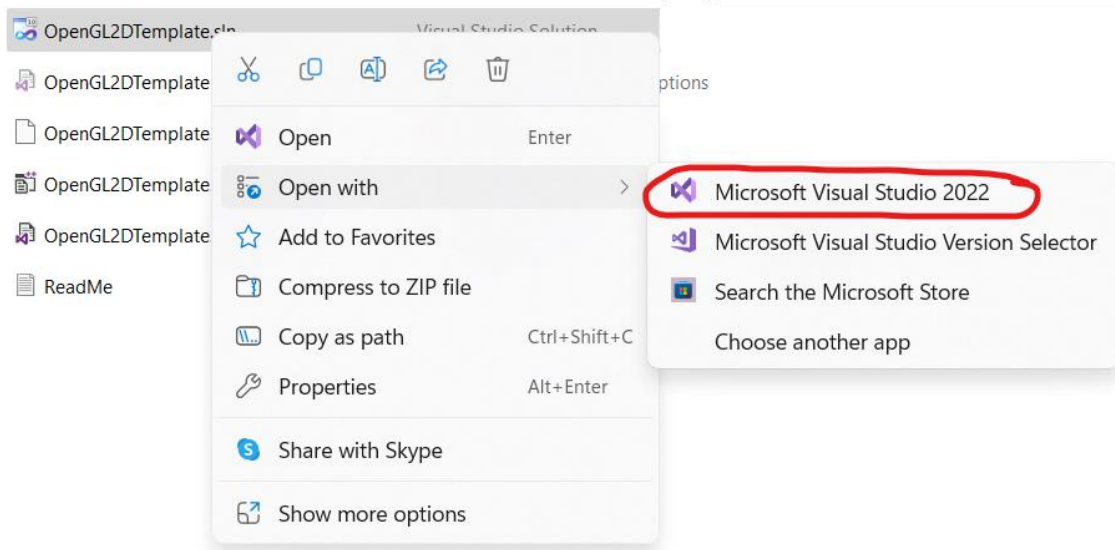 OpenGL2DTemplate.sln Visual Studio Solution
OpenGL2DTemplate ptions
OpenGL2DTemplate
OpenGL2DTemplate
OpenGL2DTemplate
ReadMe
Open Enter
Open with
Add to Favorites
Compress to ZIP file
Copy as path Ctrl+Shift+C
Properties Alt+Enter
Share with Skype
Show more options
Microsoft Visual Studio 2022
Microsoft Visual Studio Version Selector
Search the Microsoft Store
Choose another app